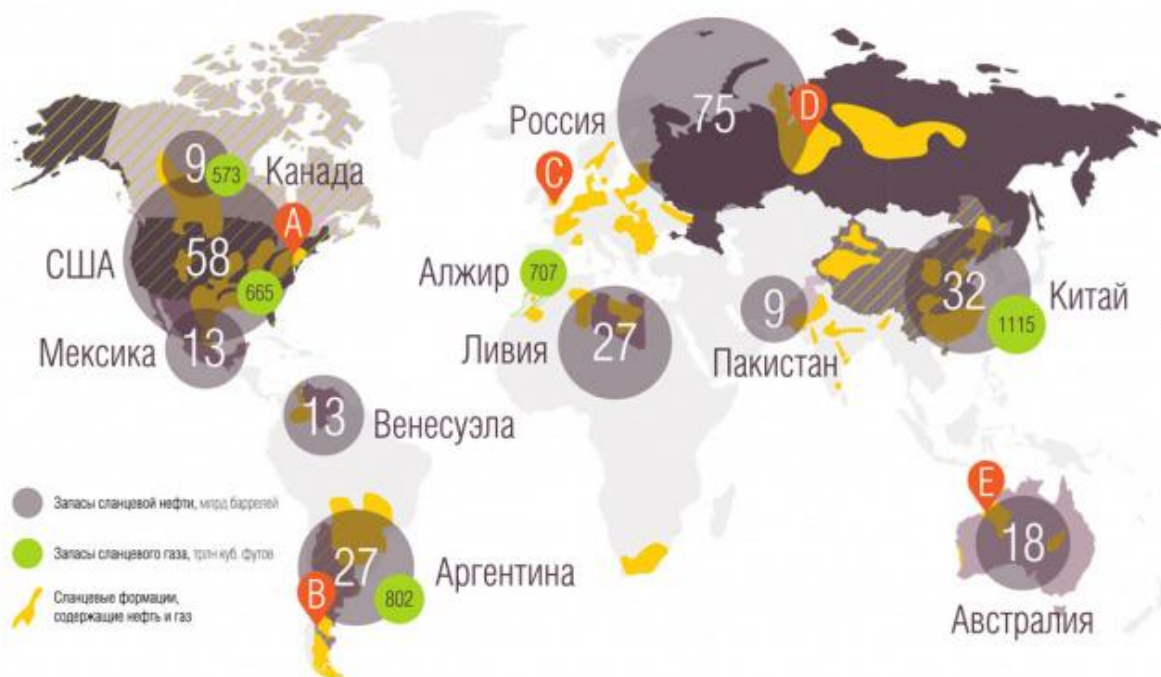 Россия
75
D
9
573
Канада
A
C
США
58
665
Алжир
707
Мексика
13
Ливия
27
9
Пакистан
32
1115
Китай
13
Венесуэла
E
18
Австралия
27
802
Аргентина
B
Запасы сланцевой нефти, млрд баррелей
Запасы сланцевого газа, трлн куб. футов
Сланцевые формации,
содержащие нефть и газ